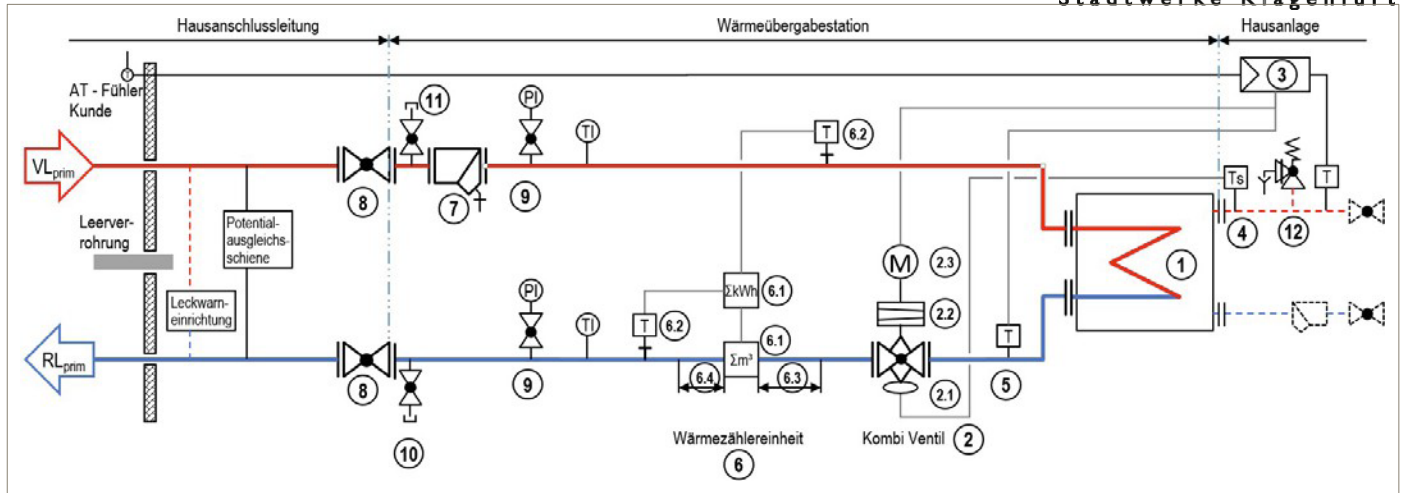 Stadtwerke Klagenfurt
Hausanschlussleitung
Wärmeübergabestation
Hausanlage
T
AT - Fühler
Kunde
3
11
PI
TI
T
6.2
VLprim
8
7
9
Ts
T
4
12
Leerver-
rohrung
Potential-
ausgleichs-
schiene
Leckwarn-
einrichtung
M
2.3
1
ΣkWh
6.1
2.2
PI
TI
T
6.2
6.1
T
RLprim
Σm³
8
9
6.4
6.3
2.1
5
10
Wärmezählereinheit
6
Kombi Ventil
2